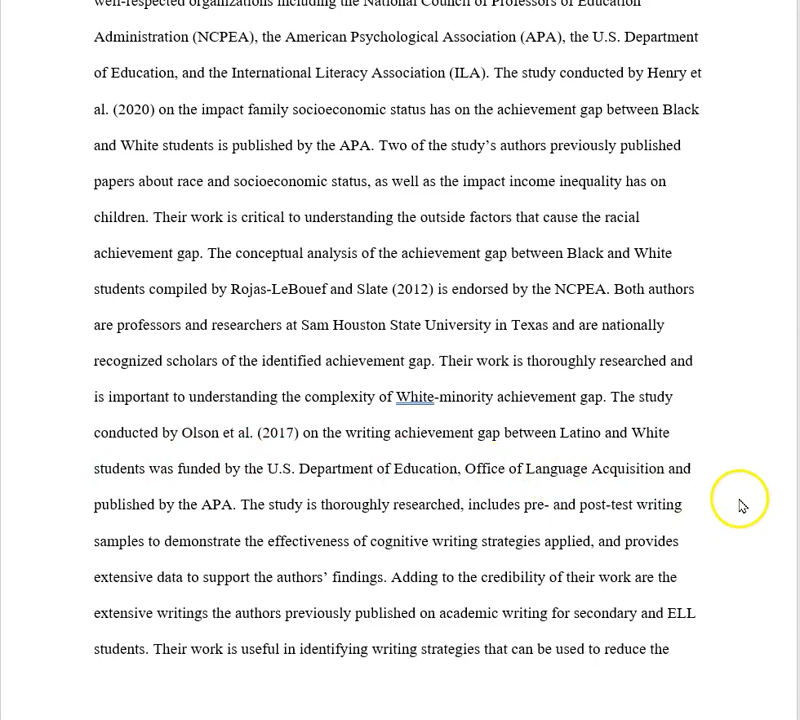 well-respected organizations including the National Council of Professors of Education
Administration (NCPEA), the American Psychological Association (APA), the U.S. Department
of Education, and the International Literacy Association (ILA). The study conducted by Henry et
al. (2020) on the impact family socioeconomic status has on the achievement gap between Black
and White students is published by the APA. Two of the study’s authors previously published
papers about race and socioeconomic status, as well as the impact income inequality has on
children. Their work is critical to understanding the outside factors that cause the racial
achievement gap. The conceptual analysis of the achievement gap between Black and White
students compiled by Rojas-LeBouef and Slate (2012) is endorsed by the NCPEA. Both authors
are professors and researchers at Sam Houston State University in Texas and are nationally
recognized scholars of the identified achievement gap. Their work is thoroughly researched and
is important to understanding the complexity of White-minority achievement gap. The study
conducted by Olson et al. (2017) on the writing achievement gap between Latino and White
students was funded by the U.S. Department of Education, Office of Language Acquisition and
published by the APA. The study is thoroughly researched, includes pre- and post-test writing
samples to demonstrate the effectiveness of cognitive writing strategies applied, and provides
extensive data to support the authors’ findings. Adding to the credibility of their work are the
extensive writings the authors previously published on academic writing for secondary and ELL
students. Their work is useful in identifying writing strategies that can be used to reduce the